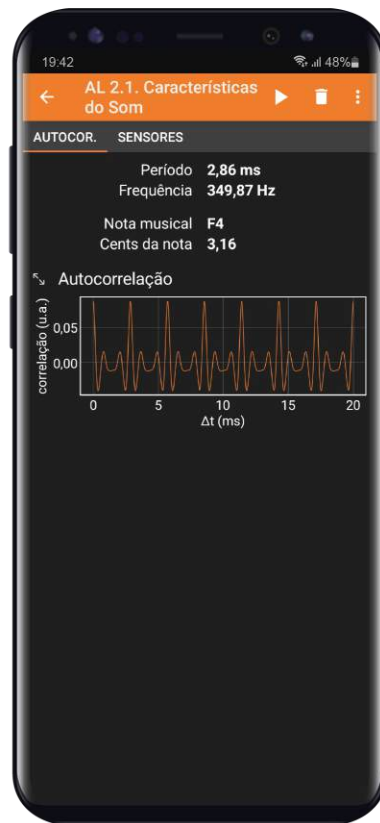 19:42 48%
AL 2.1. Características
do Som
AUTOCOR. SENSORES
Período 2,86 ms
Frequência 349,87 Hz
Nota musical F4
Cents da nota 3,16
Autocorrelação
correlação (u.a.)
0,05
0,00
0 5 10 15 20
Δt (ms)